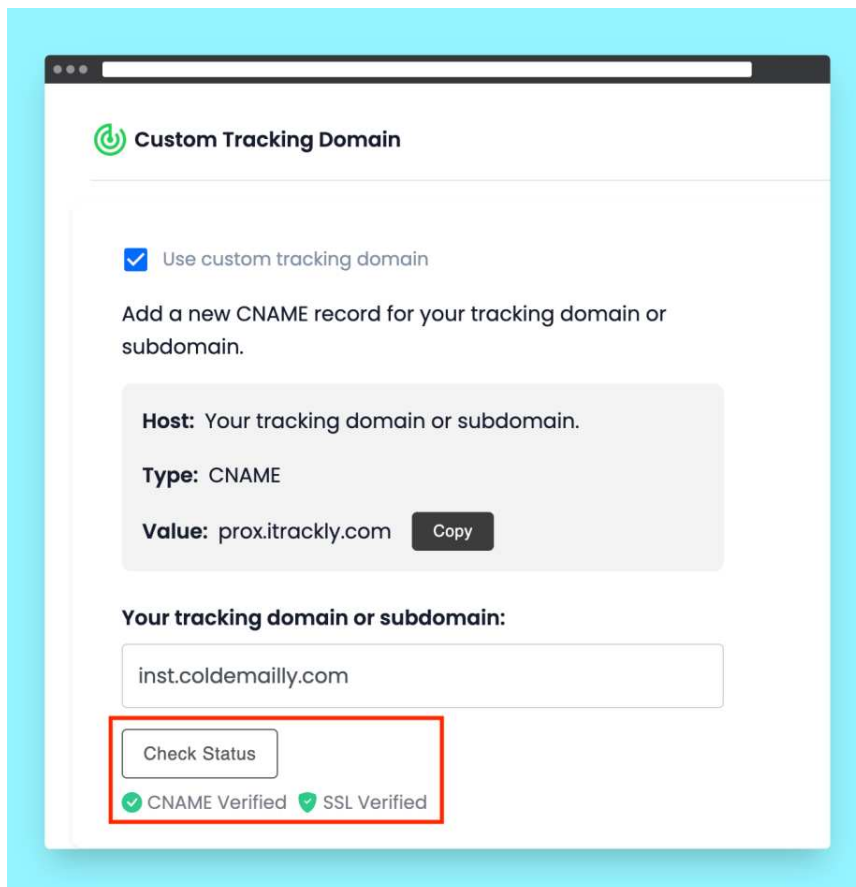 Custom Tracking Domain
Use custom tracking domain
Add a new CNAME record for your tracking domain or
subdomain.
Host: Your tracking domain or subdomain.
Type: CNAME
Value: prox.itrackly.com Copy
Your tracking domain or subdomain:
inst.coldemailly.com
Check Status
CNAME Verified SSL Verified